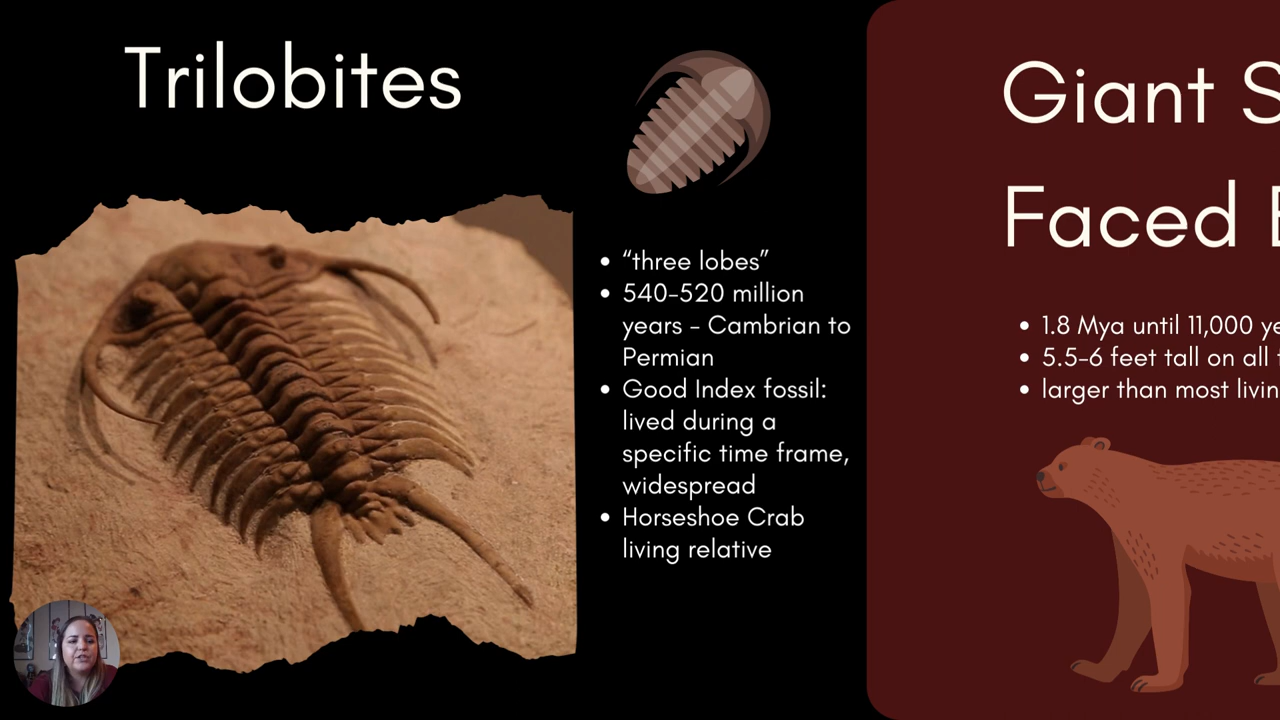 Trilobites
• “three lobes”
• 540-520 million
years - Cambrian to
Permian
• Good Index fossil:
lived during a
specific time frame,
widespread
• Horseshoe Crab
living relative
Giant S
Faced
• 1.8 Mya until 11,000 ye
• 5.5-6 feet tall on all
• larger than most livin